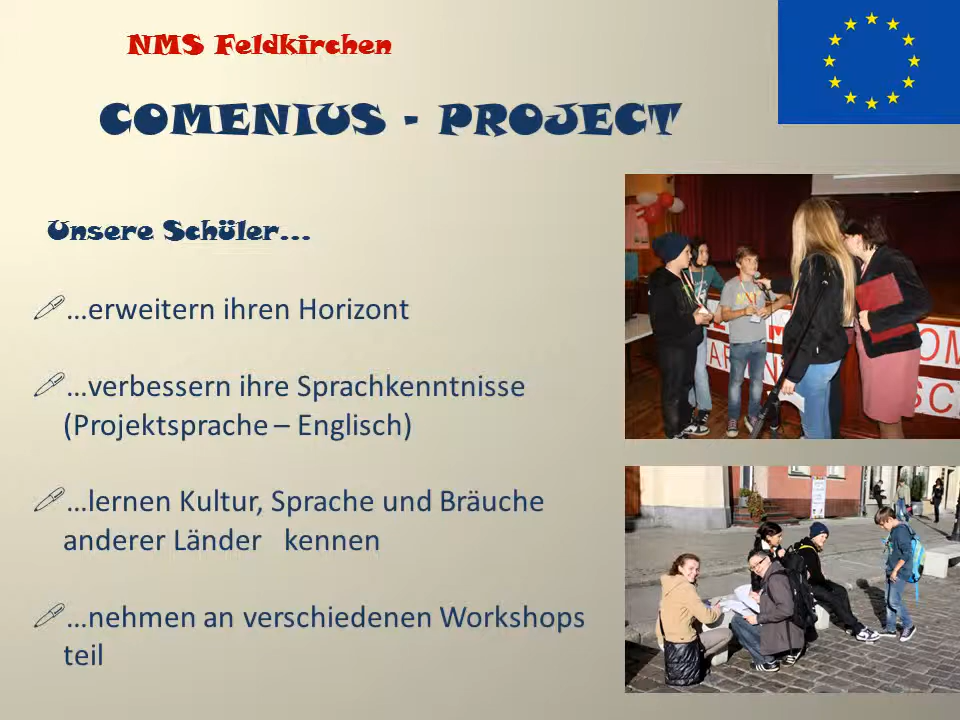 NMS Feldkirchen
COMENIUS - PROJECT
Unsere Schüler...
...erweitern ihren Horizont
...verbessern ihre Sprachkenntnisse
(Projektsprache – Englisch)
...lernen Kultur, Sprache und Bräuche
anderer Länder kennen
...nehmen an verschiedenen Workshops
teil